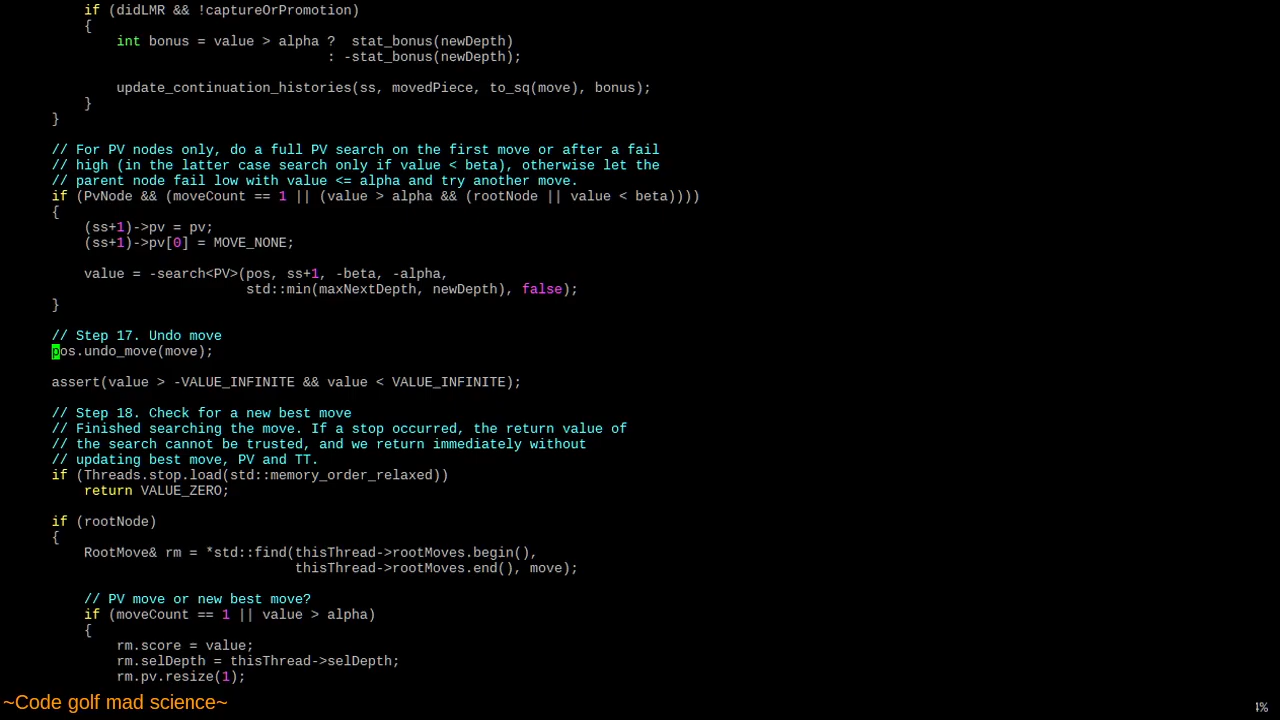 if (didLMR && !captureOrPromotion)
{
int bonus = value > alpha ?  stat_bonus(newDepth)
: -stat_bonus(newDepth);
update_continuation_histories(ss, movedPiece, to_sq(move), bonus);
}
}
// For PV nodes only, do a full PV search on the first move or after a fail
// high (in the latter case search only if value < beta), otherwise let the
// parent node fail low with value <= alpha and try another move.
if (PvNode && (moveCount == 1 || (value > alpha && (rootNode || value < beta))))
{
(ss+1)->pv = pv;
(ss+1)->pv[0] = MOVE_NONE;
value = -search<PV>(pos, ss+1, -beta, -alpha,
std::min(maxNextDepth, newDepth), false);
}
// Step 17. Undo move
pos.undo_move(move);
assert(value > -VALUE_INFINITE && value < VALUE_INFINITE);
// Step 18. Check for a new best move
// Finished searching the move. If a stop occurred, the return value of
// the search cannot be trusted, and we return immediately without
// updating best move, PV and TT.
if (Threads.stop.load(std::memory_order_relaxed))
return VALUE_ZERO;
if (rootNode)
{
RootMove& rm = *std::find(thisThread->rootMoves.begin(),
thisThread->rootMoves.end(), move);
// PV move or new best move?
if (moveCount == 1 || value > alpha)
{
rm.score = value;
rm.selDepth = thisThread->selDepth;
rm.pv.resize(1);
~Code golf mad science~